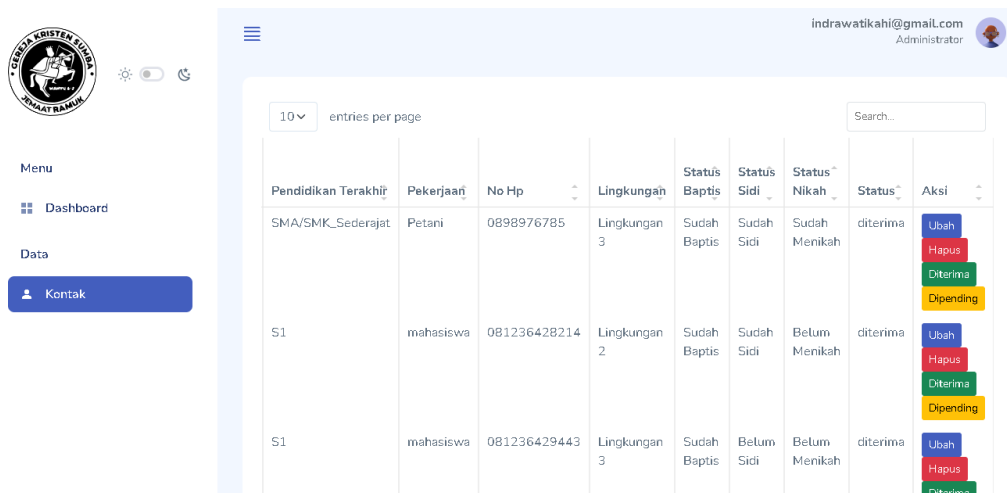 GEREJA KRISTEN SUMBA
JEMAAT RAMUK
indrawatikahi@gmail.com
Administrator
Menu
Dashboard
Data
Kontak
10 entries per page
Search...
Pendidikan Terakhir Pekerjaan No Hp Lingkungan Status Baptis Status Sidi Status Nikah Status Aksi
SMA/SMK_Sederajat Petani 0898976785 Lingkungan 3 Sudah Baptis Sudah Sidi Sudah Menikah diterima
Ubah
Hapus
Diterima
Dipending
S1 mahasiswa 081236428214 Lingkungan 2 Sudah Baptis Sudah Sidi Belum Menikah diterima
Ubah
Hapus
Diterima
Dipending
S1 mahasiswa 081236429443 Lingkungan 3 Sudah Baptis Belum Sidi Belum Menikah diterima
Ubah
Hapus
Diterima